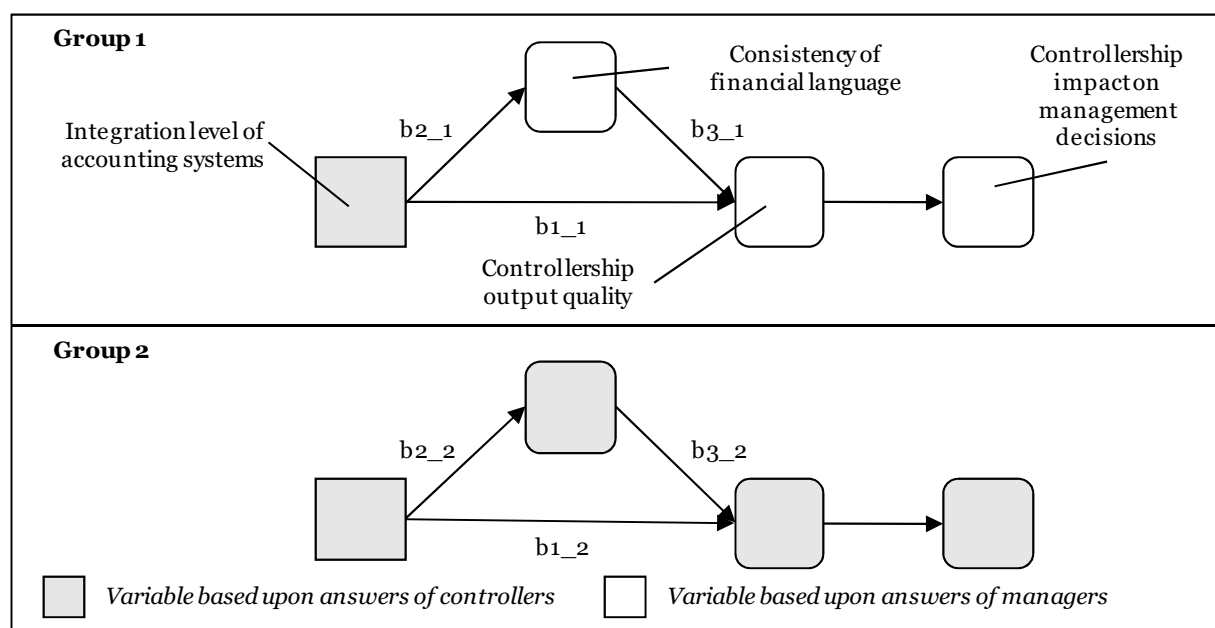 Group 1
Consistency of
financial language
Controllership
impact on
management
decisions
Integration level of
accounting systems
b2_1
b3_1
b1_1
Controllership
output quality
Group 2
b2_2
b3_2
b1_2
Variable based upon answers of controllers
Variable based upon answers of managers